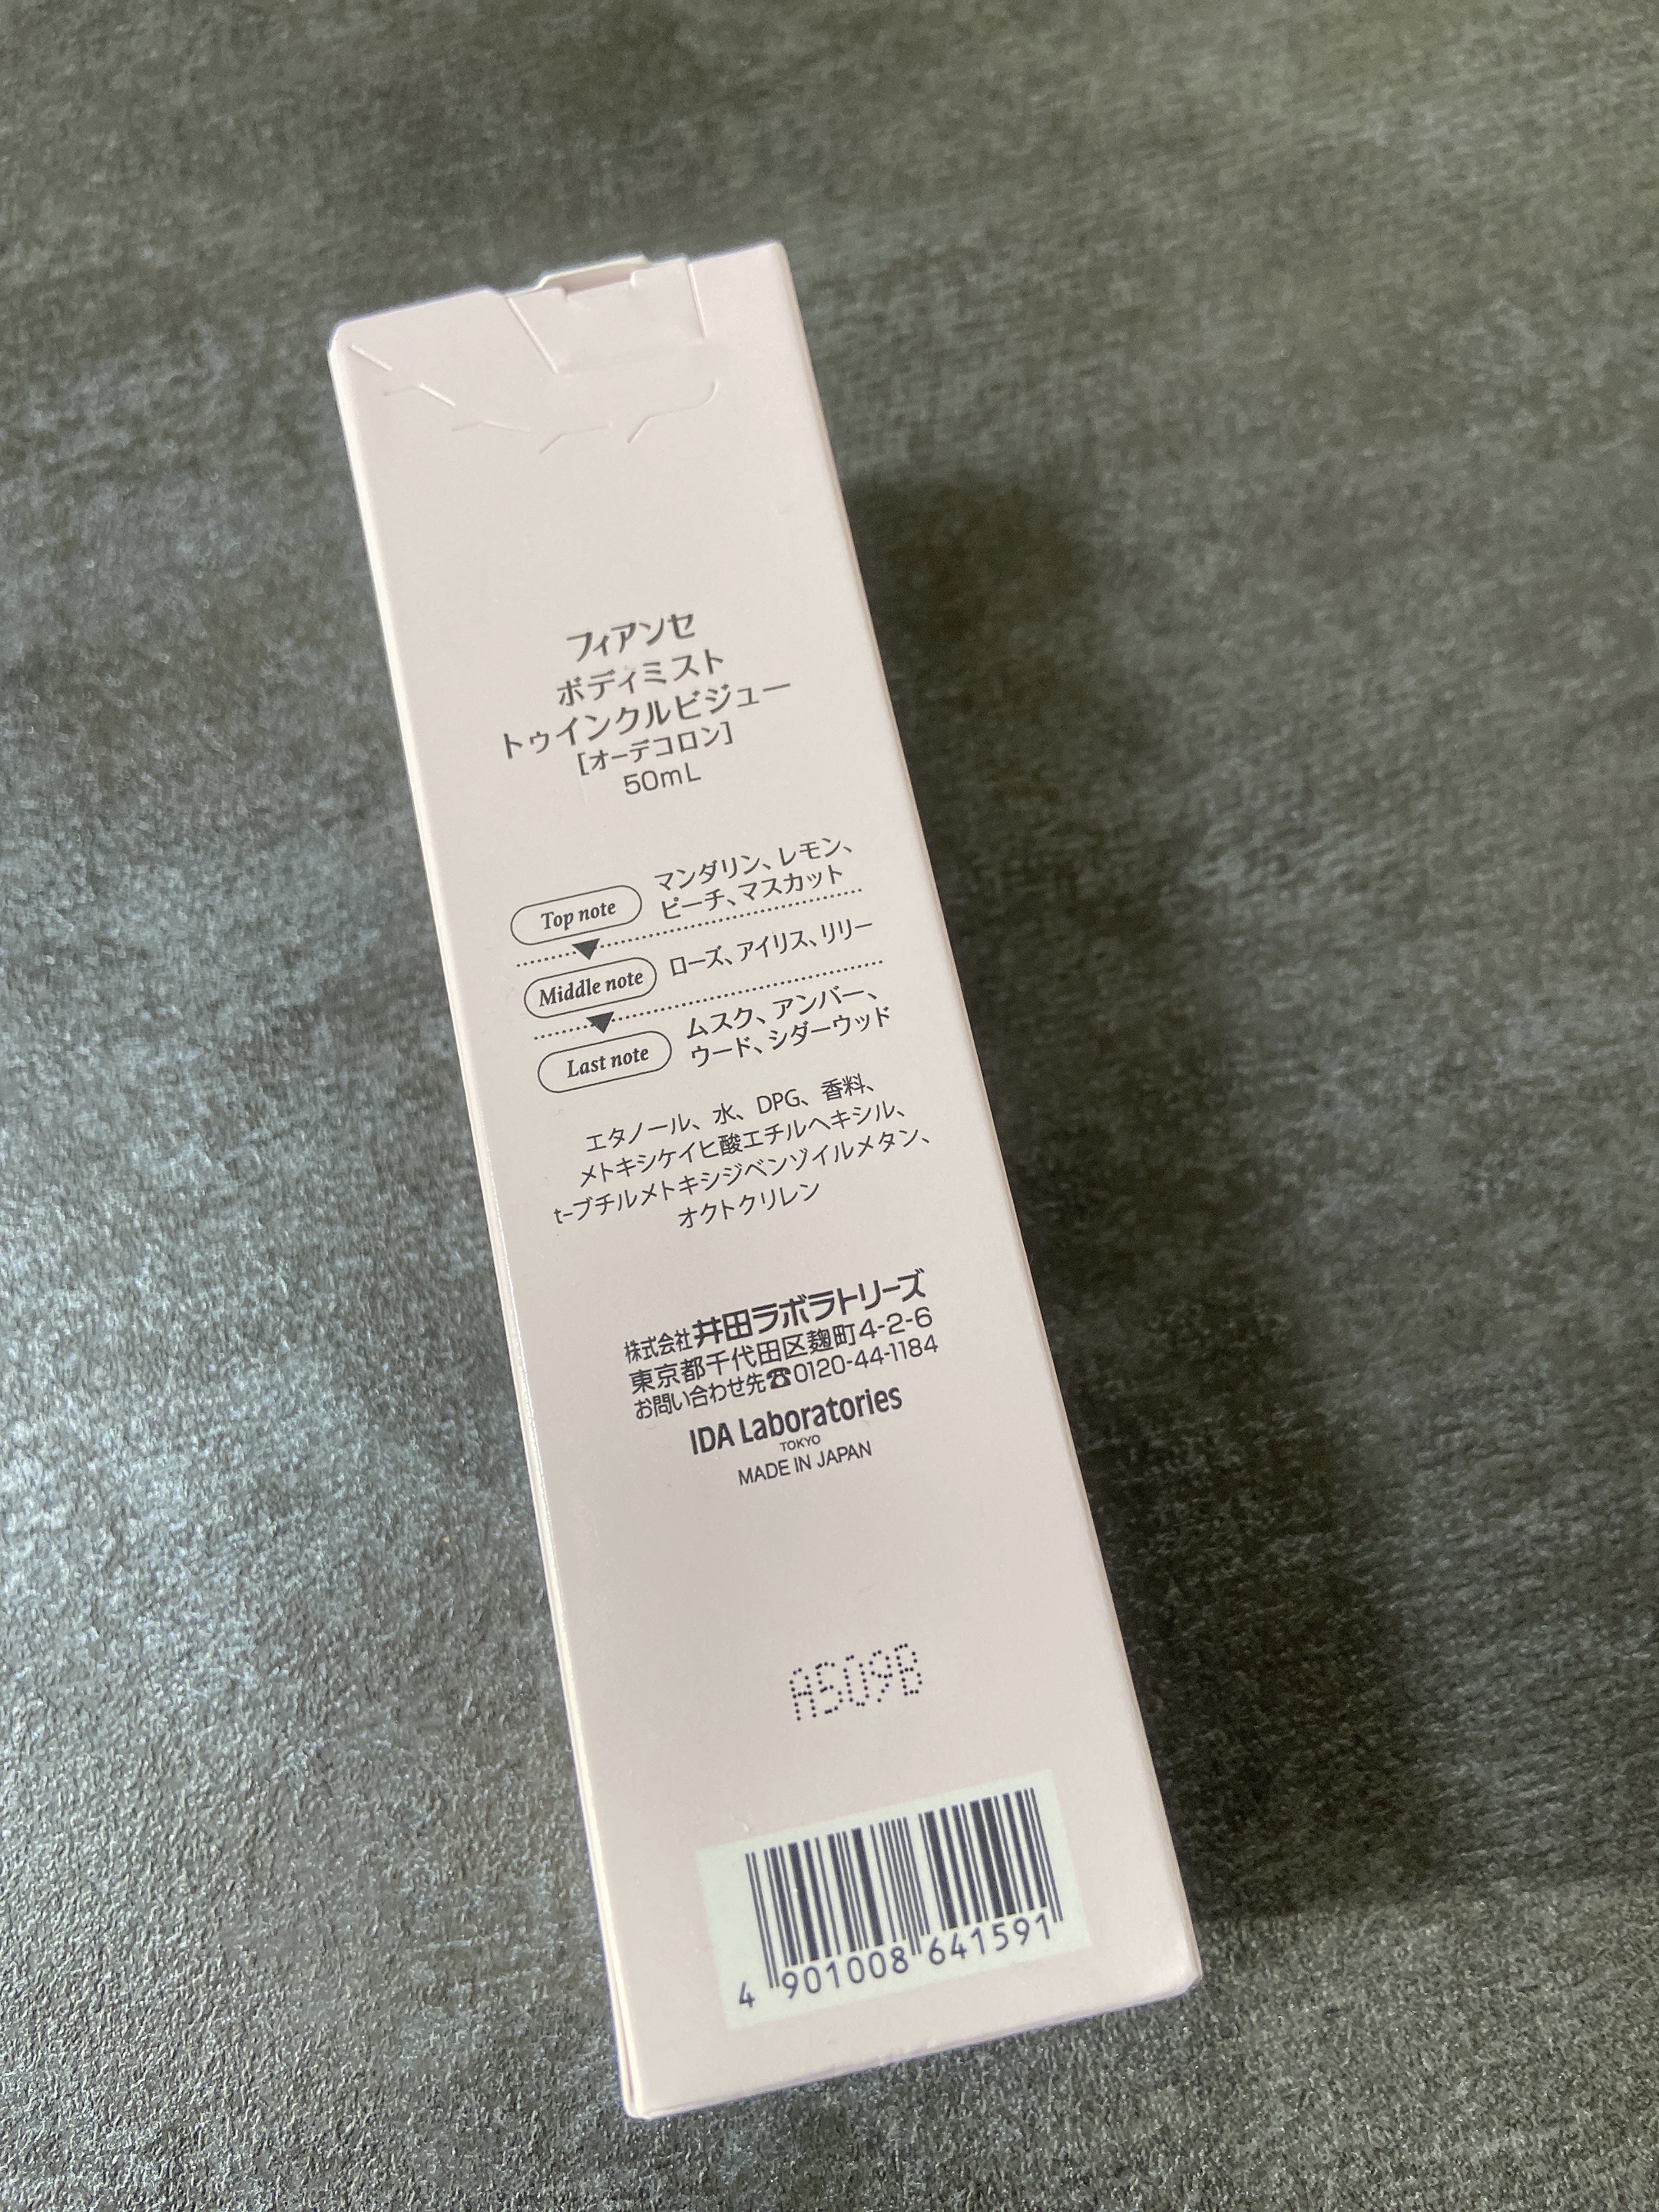 フィアンセ
ボディミスト
トゥインクルビジュー
[オーデコロン]
50mL
Top note
マンダリン、レモン、
ピーチ、マスカット
Middle note
ローズ、アイリス、リリー
Last note
ムスク、アンバー、
ウード、シダーウッド
エタノール、水、DPG、香料、
メトキシケイヒ酸エチルヘキシル、
t-ブチルメトキシジベンゾイルメタン、
オクトクリレン
株式会社 井田ラボラトリーズ
東京都千代田区麹町4-2-6
お問い合わせ先☎0120-44-1184
IDA Laboratories
TOKYO
MADE IN JAPAN
A509B
4 901008 641591